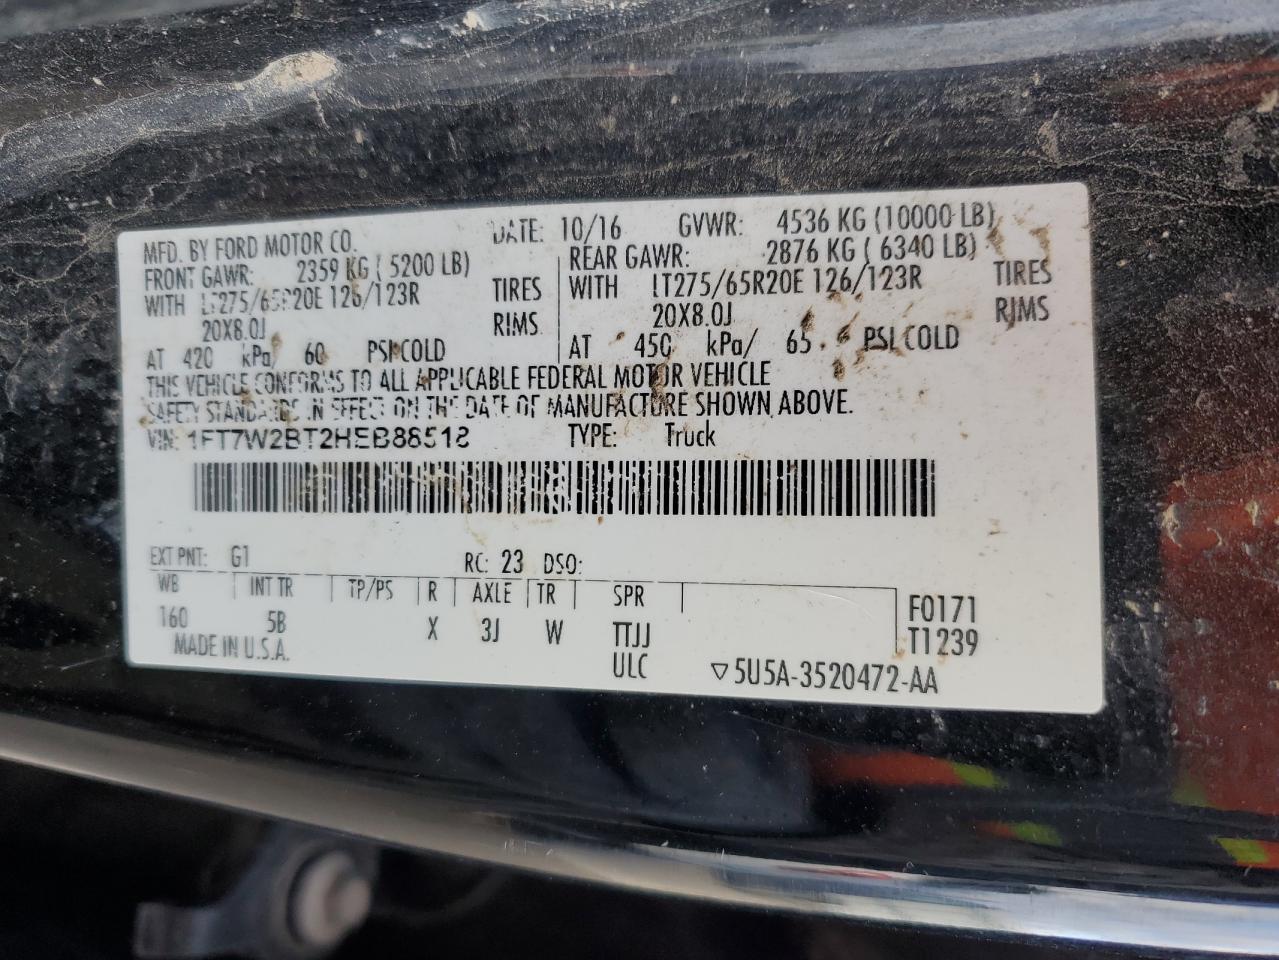 MFD. BY FORD MOTOR CO. DATE: 10/16 GVWR: 4536 KG (10000 LB)
FRONT GAWR: 2359 KG ( 5200 LB) REAR GAWR: 2876 KG ( 6340 LB)
WITH LT275/65R20E 126/123R TIRES WITH LT275/65R20E 126/123R TIRES
20X8.0J RIMS 20X8.0J RIMS
AT 420 kPa/ 60 PSI COLD AT 450 kPa/ 65 PSI COLD
THIS VEHICLE CONFORMS TO ALL APPLICABLE FEDERAL MOTOR VEHICLE
SAFETY STANDARDS IN EFFECT ON THE DATE OF MANUFACTURE SHOWN ABOVE.
VIN: TYPE: Truck
EXT PNT: G1 RC: 23 DSO:
WB INT TR TP/PS R AXLE TR SPR
160 5B X 3J W TTJJ
ULC
F0171
T1239
MADE IN U.S.A.
▽5U5A-3520472-AA